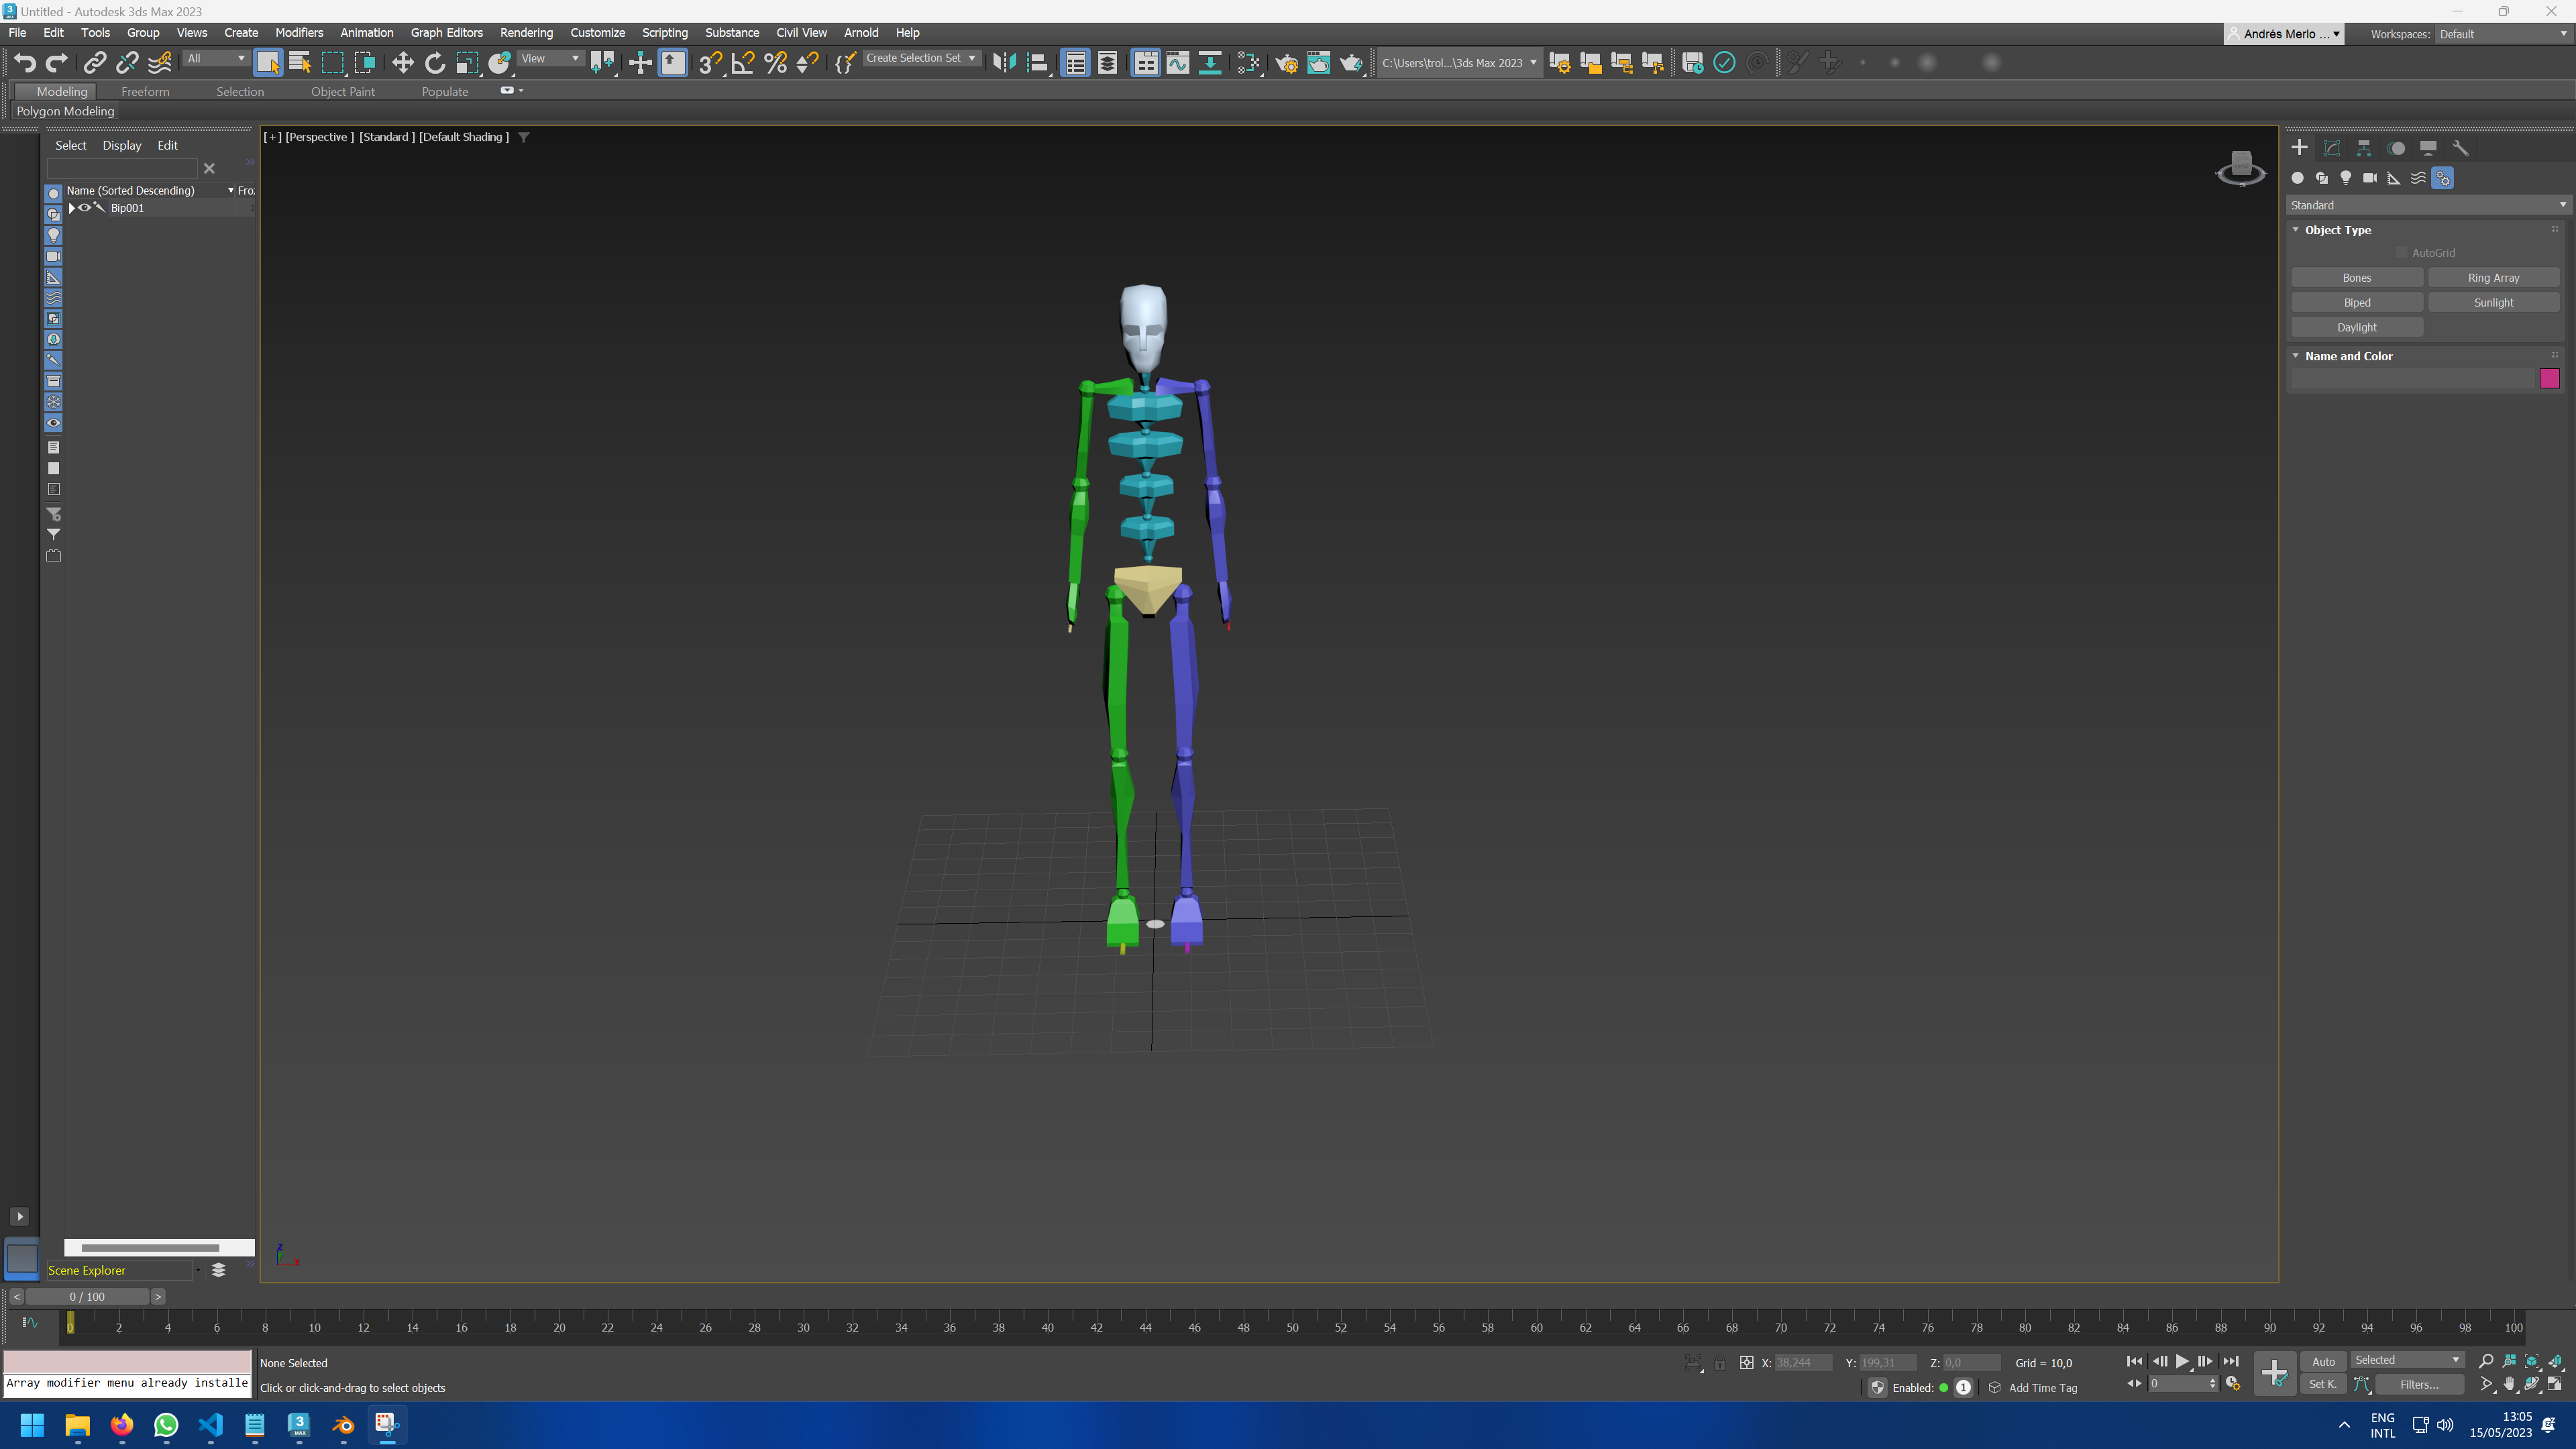 Untitled - Autodesk 3ds Max 2023
File Edit Tools Group Views Create Modifiers Animation Graph Editors Rendering Customize Scripting Substance Civil View Arnold Help
Andrés Merlo ... Workspaces: Default
All View Create Selection Set C:\Users\trol...\3ds Max 2023
Modeling Freeform Selection Object Paint Populate
Polygon Modeling
Select Display Edit
[+] [Perspective ] [Standard ] [Default Shading ]
Name (Sorted Descending) Fro
Bip001
Standard
Object Type
AutoGrid
Bones Ring Array
Biped Sunlight
Daylight
Name and Color
z
x
Scene Explorer
< 0 / 100 >
0 2 4 6 8 10 12 14 16 18 20 22 24 26 28 30 32 34 36 38 40 42 44 46 48 50 52 54 56 58 60 62 64 66 68 70 72 74 76 78 80 82 84 86 88 90 92 94 96 98 100
None Selected
X: 38,244 Y: 199,31 Z: 0,0 Grid = 10,0
Auto Selected
Array modifier menu already installe
Click or click-and-drag to select objects
Enabled: 1 Add Time Tag
0 Set K. Filters...
3 MAX
ENG
INTL
13:05
15/05/2023